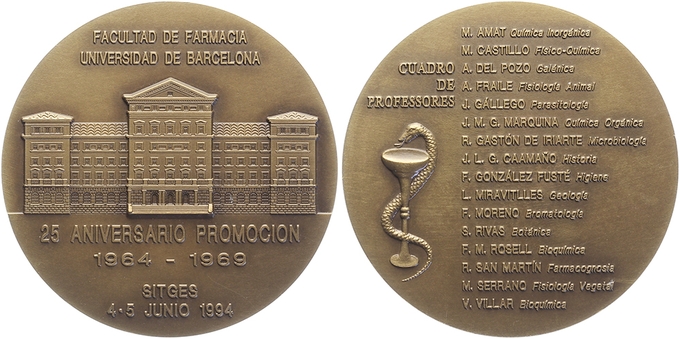 FACULTAD DE FARMACIA
UNIVERSIDAD DE BARCELONA
25 ANIVERSARIO PROMOCION
1964 - 1969
SITGES
4·5 JUNIO 1994
CUADRO
DE
PROFESSORES
M. AMAT Química Inorgánica
M. CASTILLO Físico-Química
A. DEL POZO Galénica
A. FRAILE Fisiología Animal
J. GÁLLEGO Parasitología
J. M. G. MARQUINA Química Orgánica
R. GASTÓN DE IRIARTE Microbiología
J. L. G. CAAMAÑO Historia
F. GONZÁLEZ FUSTÉ Higiene
L. MIRAVITLLES Geología
F. MORENO Bromatología
S. RIVAS Botánica
F. M. ROSELL Bioquímica
R. SAN MARTÍN Farmacognosia
M. SERRANO Fisiología Vegetal
V. VILLAR Bioquímica